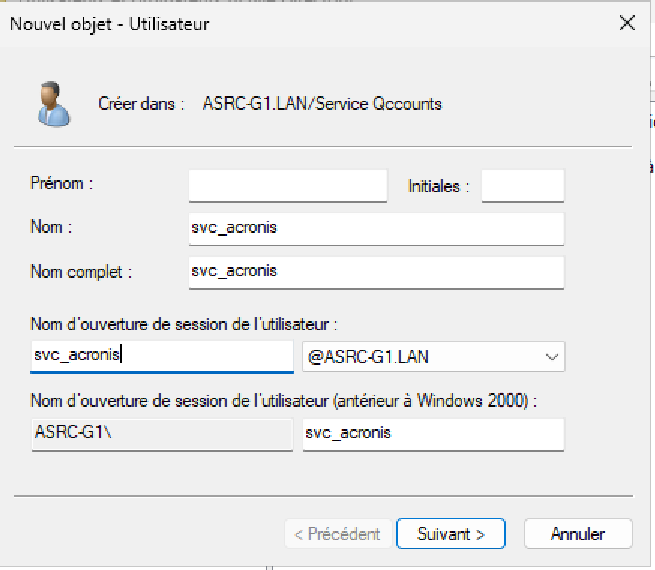 Nouvel objet - Utilisateur
Créer dans : ASRC-G1.LAN/Service Qccounts
Prénom :
Initiales :
Nom :
svc_acronis
Nom complet :
svc_acronis
Nom d'ouverture de session de l'utilisateur :
svc_acronis
@ASRC-G1.LAN
Nom d'ouverture de session de l'utilisateur (antérieur à Windows 2000) :
ASRC-G1\
svc_acronis
< Précédent
Suivant >
Annuler